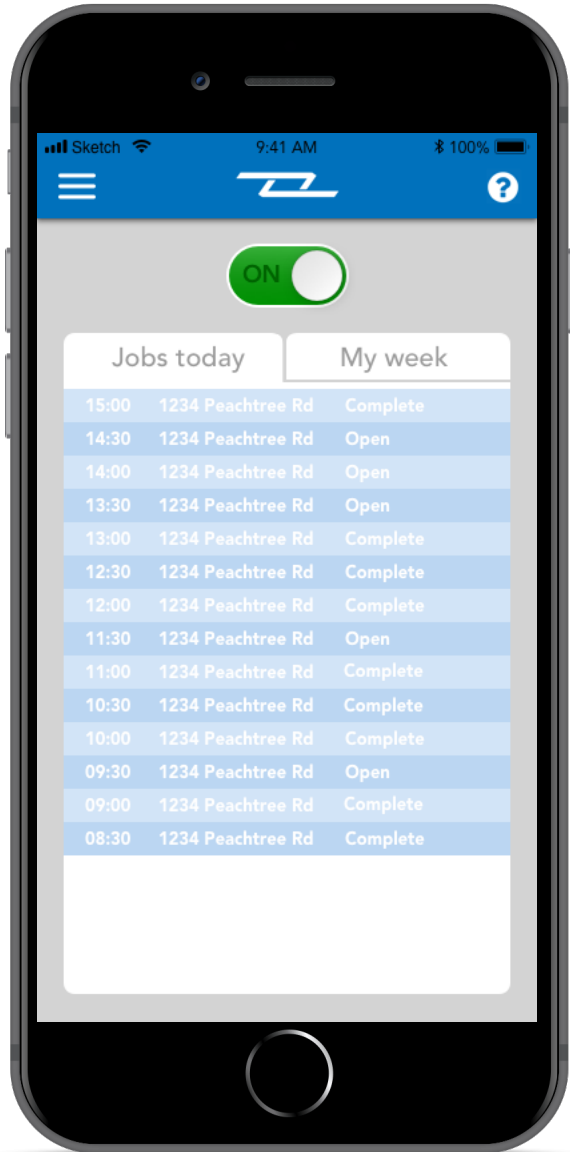 Sketch 9:41 AM 100%
?
ON
Jobs today My week
15:00 1234 Peachtree Rd Complete
14:30 1234 Peachtree Rd Open
14:00 1234 Peachtree Rd Open
13:30 1234 Peachtree Rd Open
13:00 1234 Peachtree Rd Complete
12:30 1234 Peachtree Rd Complete
12:00 1234 Peachtree Rd Complete
11:30 1234 Peachtree Rd Open
11:00 1234 Peachtree Rd Complete
10:30 1234 Peachtree Rd Complete
10:00 1234 Peachtree Rd Complete
09:30 1234 Peachtree Rd Open
09:00 1234 Peachtree Rd Complete
08:30 1234 Peachtree Rd Complete